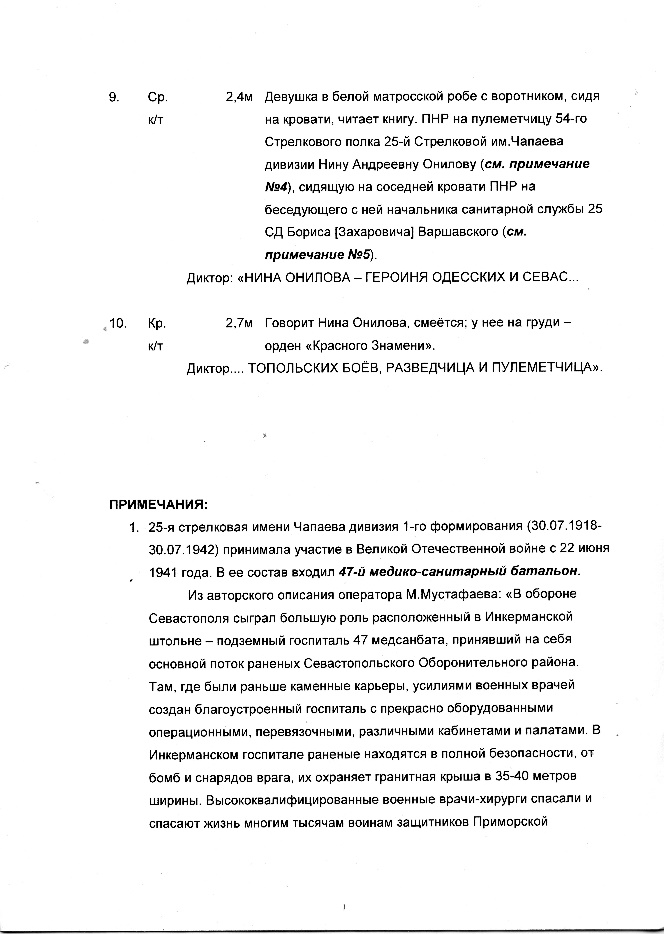 9. Ср. 2,4м Девушка в белой матросской робе с воротником, сидя
к/т на кровати, читает книгу. ПНР на пулеметчицу 54-го
Стрелкового полка 25-й Стрелковой им.Чапаева
дивизии Нину Андреевну Онилову (см. примечание
№4), сидящую на соседней кровати ПНР на
беседующего с ней начальника санитарной службы 25
СД Бориса [Захаровича] Варшавского (см.
примечание №5).
Диктор: «НИНА ОНИЛОВА – ГЕРОИНЯ ОДЕССКИХ И СЕВАС...
10. Кр. 2,7м Говорит Нина Онилова, смеётся; у нее на груди –
к/т орден «Красного Знамени».
Диктор.... ТОПОЛЬСКИХ БОЁВ, РАЗВЕДЧИЦА И ПУЛЕМЕТЧИЦА».
ПРИМЕЧАНИЯ:
1. 25-я стрелковая имени Чапаева дивизия 1-го формирования (30.07.1918-
30.07.1942) принимала участие в Великой Отечественной войне с 22 июня
1941 года. В ее состав входил 47-й медико-санитарный батальон.
Из авторского описания оператора М.Мустафаева: «В обороне
Севастополя сыграл большую роль расположенный в Инкерманской
штольне – подземный госпиталь 47 медсанбата, принявший на себя
основной поток раненых Севастопольского Оборонительного района.
Там, где были раньше каменные карьеры, усилиями военных врачей
создан благоустроенный госпиталь с прекрасно оборудованными
операционными, перевязочными, различными кабинетами и палатами. В
Инкерманском госпитале раненые находятся в полной безопасности, от
бомб и снарядов врага, их охраняет гранитная крыша в 35-40 метров
ширины. Высококвалифицированные военные врачи-хирурги спасали и
спасают жизнь многим тысячам воинам защитников Приморской